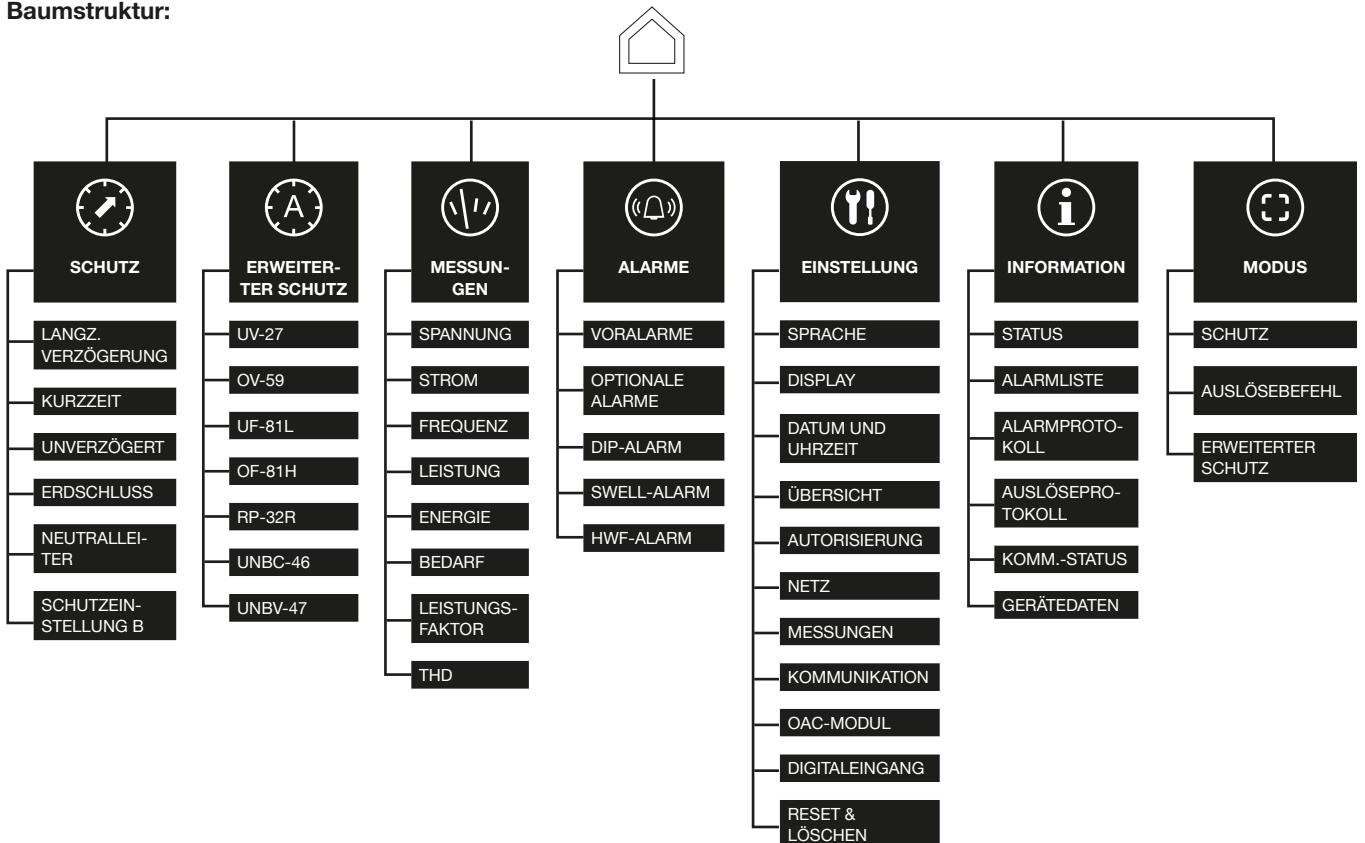 Baumstruktur:
SCHUTZ
LANGZ.
VERZÖGERUNG
KURZZEIT
UNVERZÖGERT
ERDSCHLUSS
NEUTRALLEI-
TER
SCHUTZEIN-
STELLUNG B
A
ERWEITER-
TER SCHUTZ
UV-27
OV-59
UF-81L
OF-81H
RP-32R
UNBC-46
UNBV-47
MESSUN-
GEN
SPANNUNG
STROM
FREQUENZ
LEISTUNG
ENERGIE
BEDARF
LEISTUNGS-
FAKTOR
THD
ALARME
VORALARME
OPTIONALE
ALARME
DIP-ALARM
SWELL-ALARM
HWF-ALARM
EINSTELLUNG
SPRACHE
DISPLAY
DATUM UND
UHRZEIT
ÜBERSICHT
AUTORISIERUNG
NETZ
MESSUNGEN
KOMMUNIKATION
OAC-MODUL
DIGITALEINGANG
RESET &
LÖSCHEN
i
INFORMATION
STATUS
ALARMLISTE
ALARMPROTO-
KOLL
AUSLÖSEPRO-
TOKOLL
KOMM.-STATUS
GERÄTEDATEN
MODUS
SCHUTZ
AUSLÖSEBEFEHL
ERWEITERTER
SCHUTZ